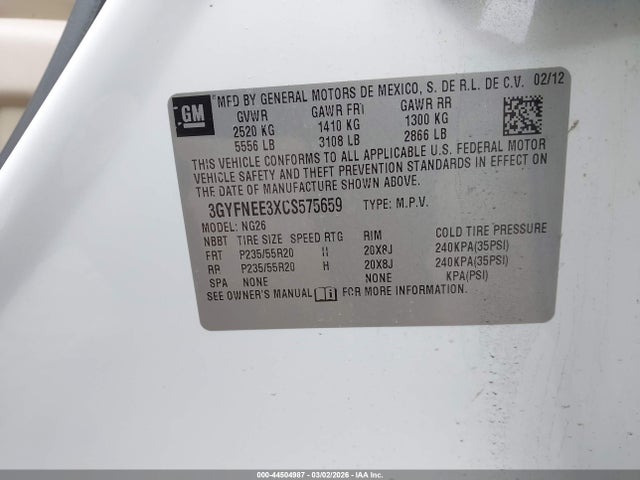 GM
MFD BY GENERAL MOTORS DE MEXICO, S. DE R.L. DE C.V. 02/12
GVWR GAWR FRT GAWR RR
2520 KG 1410 KG 1300 KG
5556 LB 3108 LB 2866 LB
THIS VEHICLE CONFORMS TO ALL APPLICABLE U.S. FEDERAL MOTOR
VEHICLE SAFETY AND THEFT PREVENTION STANDARDS IN EFFECT ON
THE DATE OF MANUFACTURE SHOWN ABOVE.
3GYFNEE3XCS575659 TYPE: M.P.V.
MODEL: NG26
NBBT TIRE SIZE SPEED RTG RIM COLD TIRE PRESSURE
FRT P235/55R20 H 20X8J 240KPA(35PSI)
RR P235/55R20 H 20X8J 240KPA(35PSI)
SPA NONE NONE KPA(PSI)
SEE OWNER'S MANUAL FOR MORE INFORMATION.
000-44504987 - 03/02/2026 - IAA Inc.